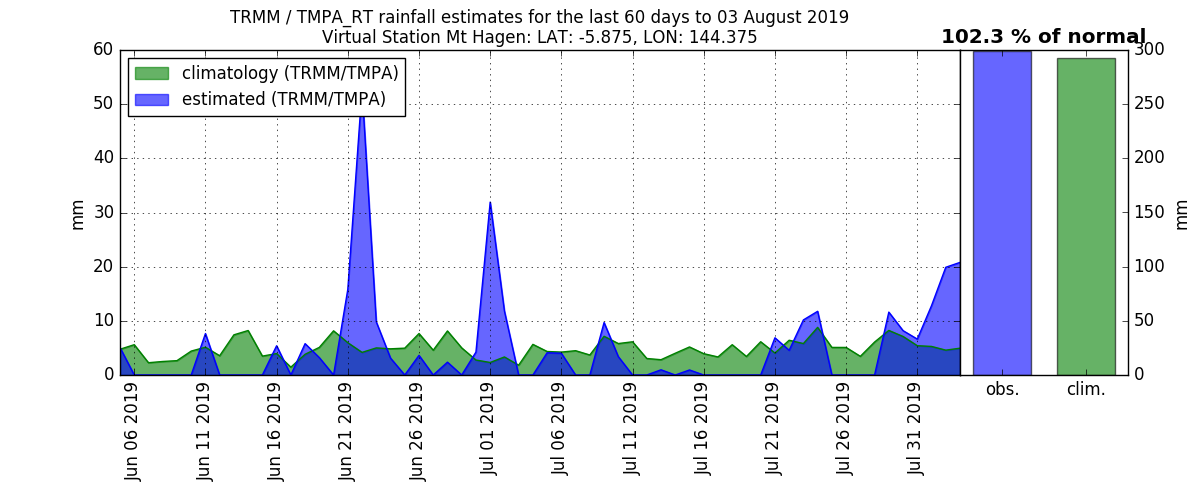 TRMM / TMPA_RT rainfall estimates for the last 60 days to 03 August 2019
Virtual Station Mt Hagen: LAT: -5.875, LON: 144.375
102.3 % of normal
climatology (TRMM/TMPA)
estimated (TRMM/TMPA)
60
50
40
30
20
10
0
mm
300
250
200
150
100
50
0
mm
Jun 06 2019
Jun 11 2019
Jun 16 2019
Jun 21 2019
Jun 26 2019
Jul 01 2019
Jul 06 2019
Jul 11 2019
Jul 16 2019
Jul 21 2019
Jul 26 2019
Jul 31 2019
obs.
clim.